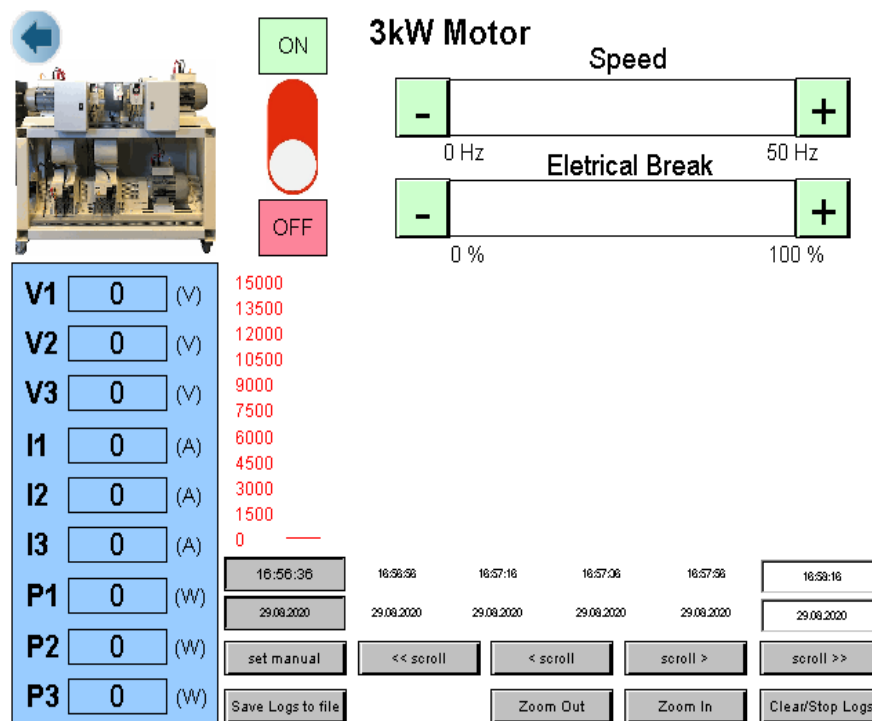 3kW Motor
ON
OFF
Speed
-
+
0 Hz
50 Hz
Eletrical Break
-
+
0 %
100 %
V1 0 (V)
V2 0 (V)
V3 0 (V)
I1 0 (A)
I2 0 (A)
I3 0 (A)
P1 0 (W)
P2 0 (W)
P3 0 (W)
15000
13500
12000
10500
9000
7500
6000
4500
3000
1500
0
16:56:36 16:56:56 16:57:16 16:57:36 16:57:56 16:58:16
29.08.2020 29.08.2020 29.08.2020 29.08.2020 29.08.2020 29.08.2020
set manual << scroll < scroll scroll > scroll >>
Save Logs to file Zoom Out Zoom In Clear/Stop Logs